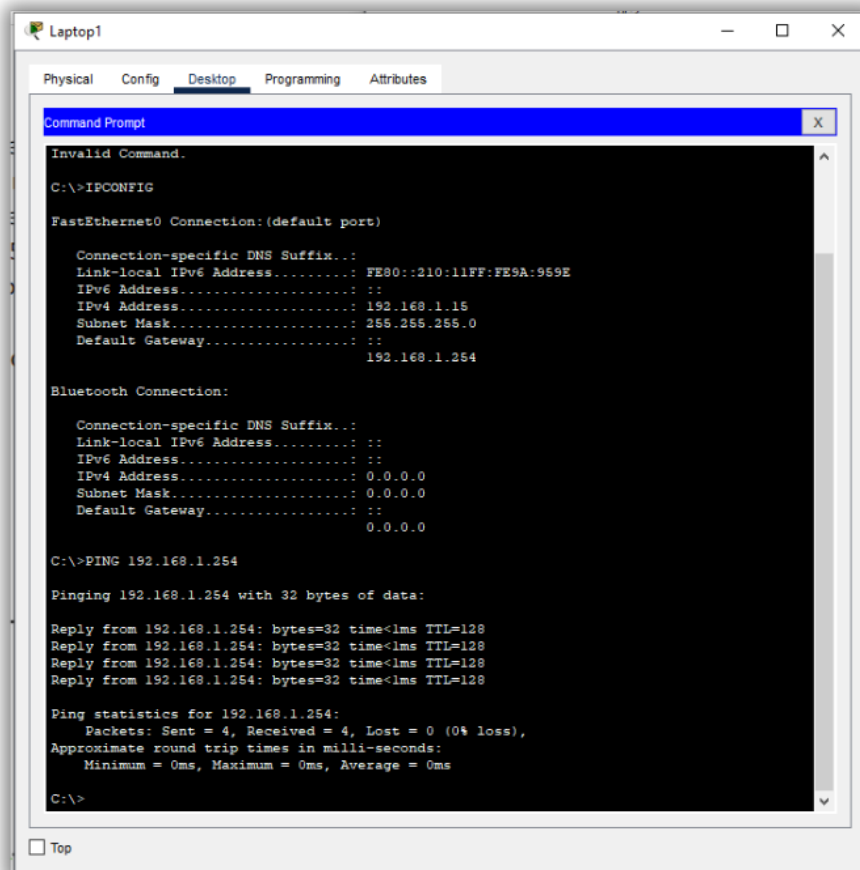 Laptop1
Physical Config Desktop Programming Attributes
Command Prompt
X
Invalid Command.
C:\>IPCONFIG
FastEthernet0 Connection:(default port)
Connection-specific DNS Suffix..:
Link-local IPv6 Address.........: FE80::210:11FF:FE9A:959E
IPv6 Address....................: ::
IPv4 Address....................: 192.168.1.15
Subnet Mask.....................: 255.255.255.0
Default Gateway.................: ::
192.168.1.254
Bluetooth Connection:
Connection-specific DNS Suffix..:
Link-local IPv6 Address.........: ::
IPv6 Address....................: ::
IPv4 Address....................: 0.0.0.0
Subnet Mask.....................: 0.0.0.0
Default Gateway.................: ::
0.0.0.0
C:\>PING 192.168.1.254
Pinging 192.168.1.254 with 32 bytes of data:
Reply from 192.168.1.254: bytes=32 time<1ms TTL=128
Reply from 192.168.1.254: bytes=32 time<1ms TTL=128
Reply from 192.168.1.254: bytes=32 time<1ms TTL=128
Reply from 192.168.1.254: bytes=32 time<1ms TTL=128
Ping statistics for 192.168.1.254:
Packets: Sent = 4, Received = 4, Lost = 0 (0% loss),
Approximate round trip times in milli-seconds:
Minimum = 0ms, Maximum = 0ms, Average = 0ms
C:\>
Top